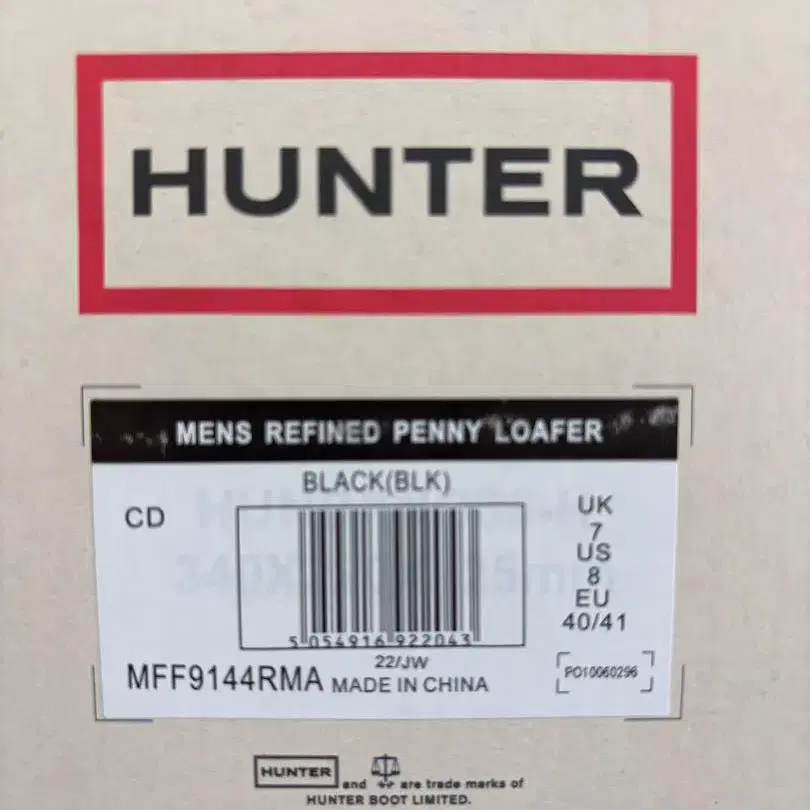 HUNTER
MENS REFINED PENNY LOAFER
BLACK(BLK)
CD
UK
7
US
8
EU
40/41
5 054916 922043
22/JW
MFF9144RMA MADE IN CHINA
PO10060296
HUNTER and are trade marks of
HUNTER BOOT LIMITED.